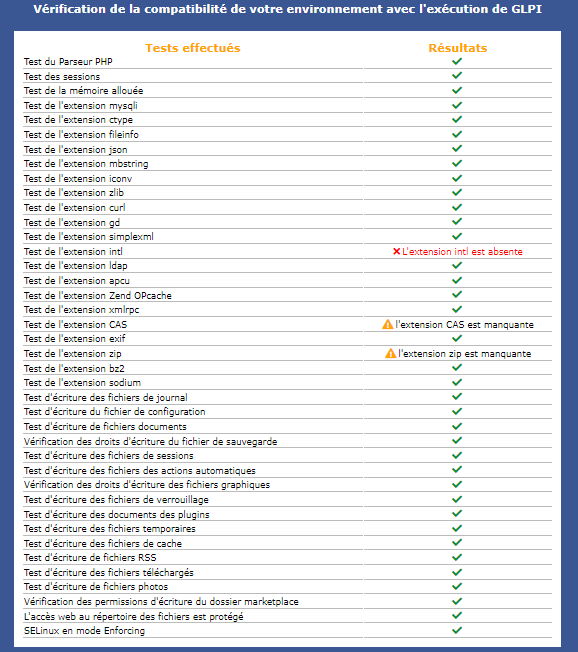 Vérification de la compatibilité de votre environnement avec l'exécution de GLPI
Tests effectués Résultats
Test du Parseur PHP
Test des sessions
Test de la mémoire allouée
Test de l'extension mysqli
Test de l'extension ctype
Test de l'extension fileinfo
Test de l'extension json
Test de l'extension mbstring
Test de l'extension iconv
Test de l'extension zlib
Test de l'extension curl
Test de l'extension gd
Test de l'extension simplexml
Test de l'extension intl L'extension intl est absente
Test de l'extension ldap
Test de l'extension apcu
Test de l'extension Zend OPcache
Test de l'extension xmlrpc
Test de l'extension CAS l'extension CAS est manquante
Test de l'extension exif
Test de l'extension zip l'extension zip est manquante
Test de l'extension bz2
Test de l'extension sodium
Test d'écriture des fichiers de journal
Test d'écriture du fichier de configuration
Test d'écriture de fichiers documents
Vérification des droits d'écriture du fichier de sauvegarde
Test d'écriture des fichiers de sessions
Test d'écriture des fichiers des actions automatiques
Vérification des droits d'écriture des fichiers graphiques
Test d'écriture des fichiers de verrouillage
Test d'écriture des documents des plugins
Test d'écriture des fichiers temporaires
Test d'écriture des fichiers de cache
Test d'écriture de fichiers RSS
Test d'écriture des fichiers téléchargés
Test d'écriture de fichiers photos
Vérification des permissions d'écriture du dossier marketplace
L'accès web au répertoire des fichiers est protégé
SELinux en mode Enforcing